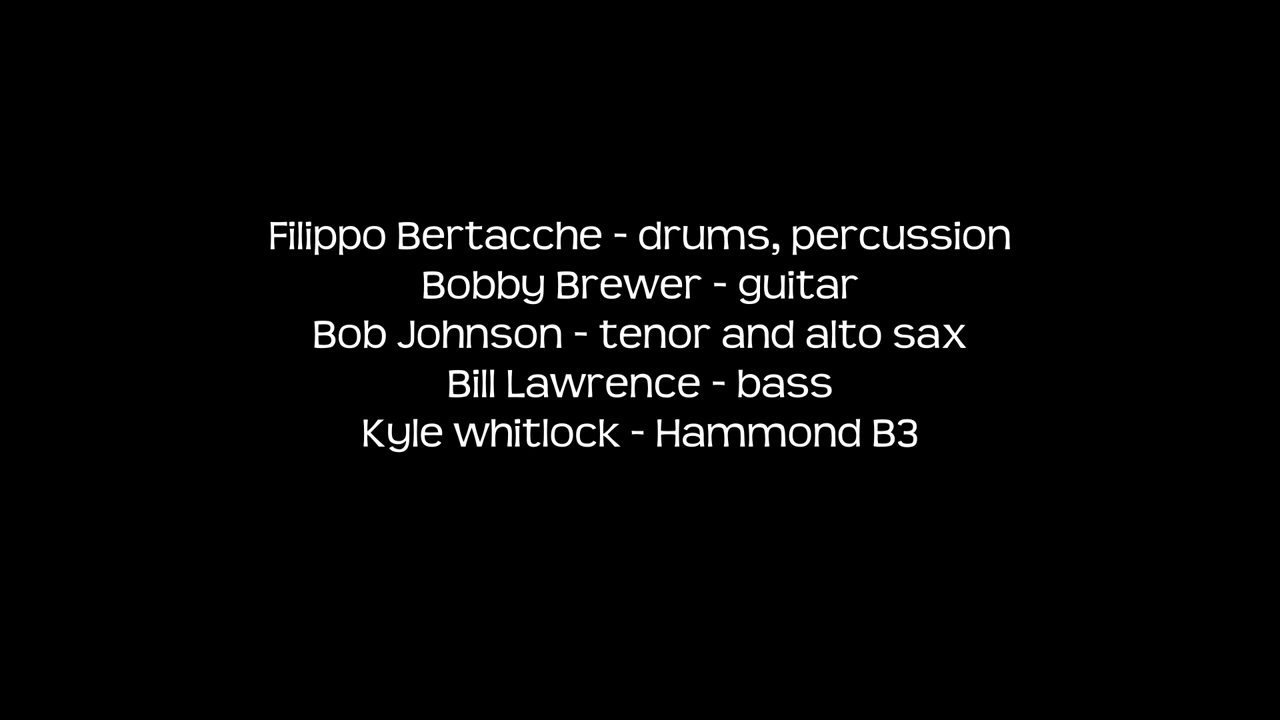 Filippo Bertacche - drums, percussion
Bobby Brewer - guitar
Bob Johnson - tenor and alto sax
Bill Lawrence - bass
Kyle whitlock - Hammond B3